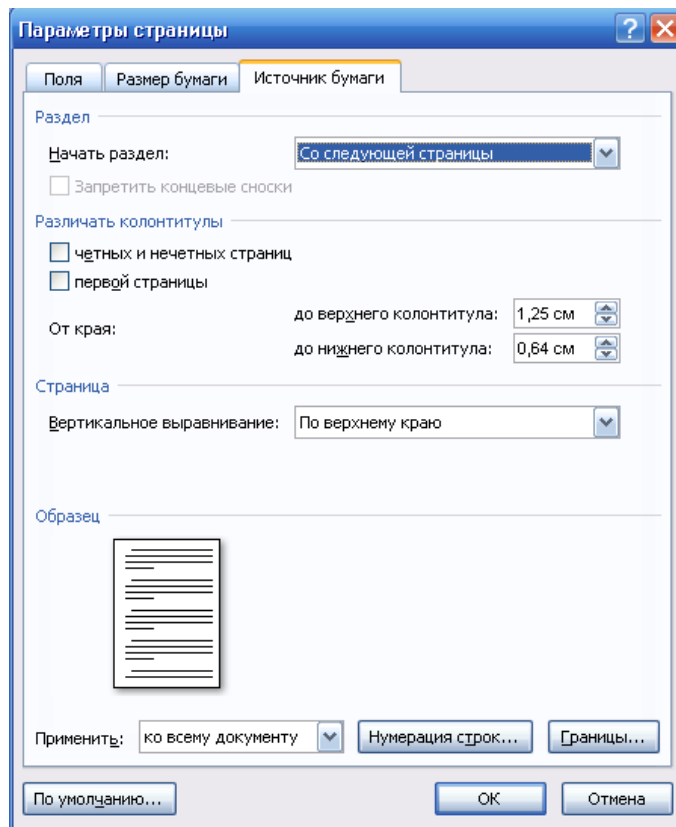 Параметры страницы
Поля Размер бумаги Источник бумаги
Раздел
Начать раздел: Со следующей страницы
Запретить концевые сноски
Различать колонтитулы
четных и нечетных страниц
первой страницы
От края:
до верхнего колонтитула: 1,25 см
до нижнего колонтитула: 0,64 см
Страница
Вертикальное выравнивание: По верхнему краю
Образец
Применить: ко всему документу Нумерация строк... Границы...
По умолчанию... ОК Отмена